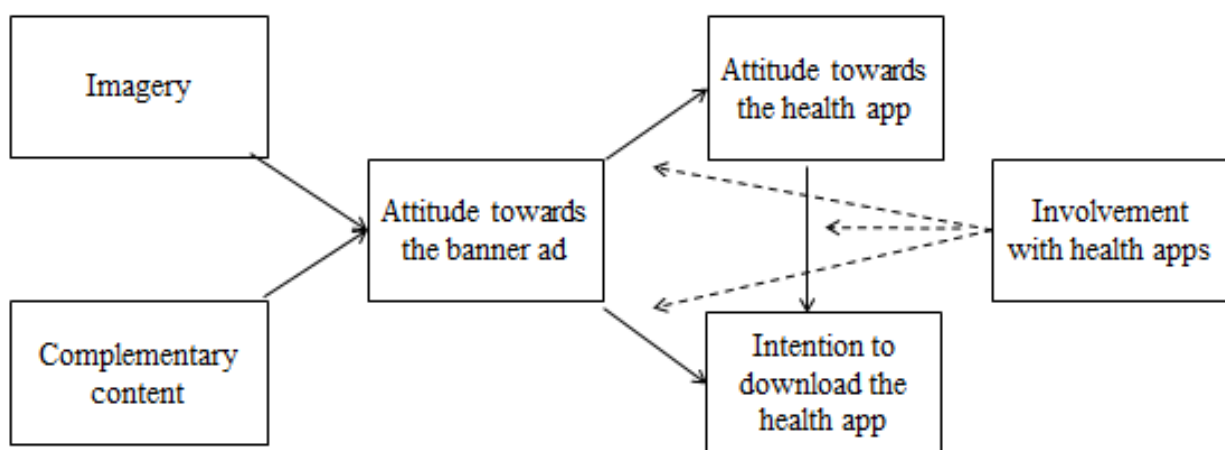 Imagery
Complementary
content
Attitude towards
the banner ad
Attitude towards
the health app
Intention to
download the
health app
Involvement
with health apps